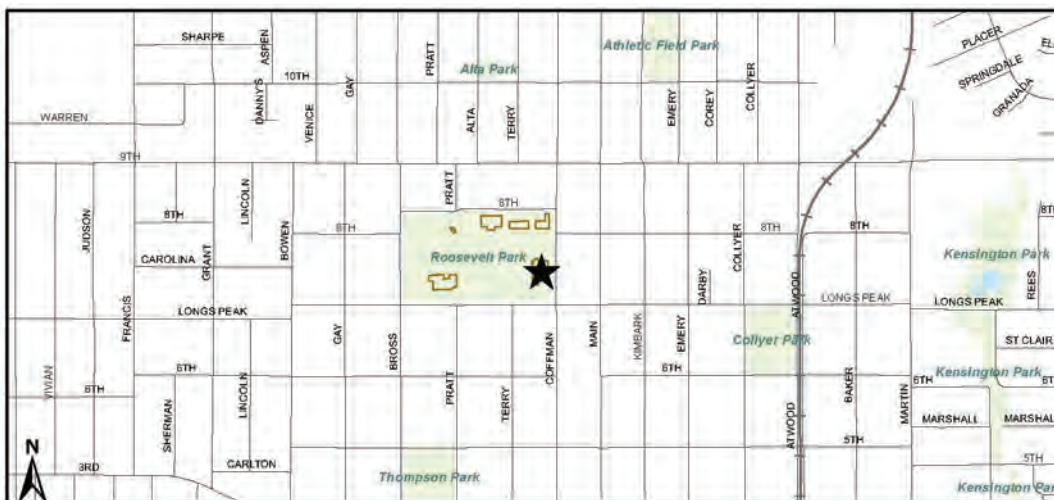 SHARPE
ASPEN
PRATT
Athletic Field Park
PLACER
SPRINGDALE
GRANADA
Alta Park
10TH
DANNY'S
VENICE
GAY
ALTA
TERRY
EMERY
COREY
COLLYER
WARREN
9TH
JUDSON
8TH
LINCOLN
BOWEN
8TH
PRATT
8TH
8TH
8TH
8TH
CAROLINA
GRANT
Roosevelt Park
DARBY
COLLYER
Kensington Park
REES
FRANCIS
LONGS PEAK
ATWOOD
LONGS PEAK
LONGS PEAK
GAY
BROSS
COFFMAN
MAIN
KIMBARK
EMERY
Collyer Park
ST CLAIR
VIVIAN
6TH
6TH
LINCOLN
PRATT
TERRY
6TH
BAKER
MARTIN
Kensington Park
6TH
SHERMAN
ATWOOD
MARSHALL
MARSHAL
5TH
N
3RD
CARLTON
Thompson Park
5TH
Kensington Par